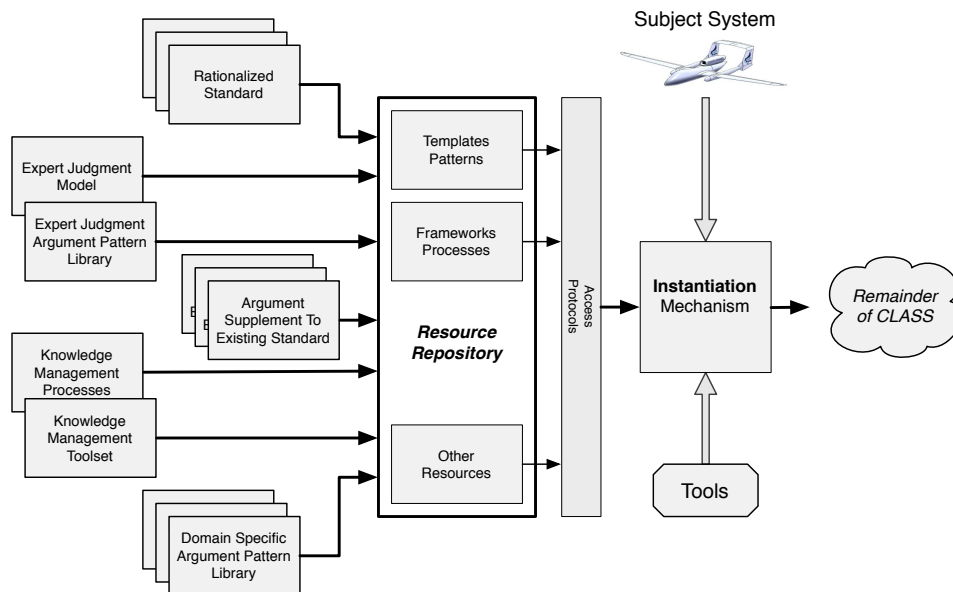 Subject System
Rationalized
Standard
Templates
Patterns
Expert Judgment
Model
Expert Judgment
Argument Pattern
Library
Frameworks
Processes
Access
Protocols
Instantiation
Mechanism
Remainder
of CLASS
E
E
Argument
Supplement To
Existing Standard
Resource
Repository
Knowledge
Management
Processes
Knowledge
Management
Toolset
Other
Resources
Tools
Domain Specific
Argument Pattern
Library